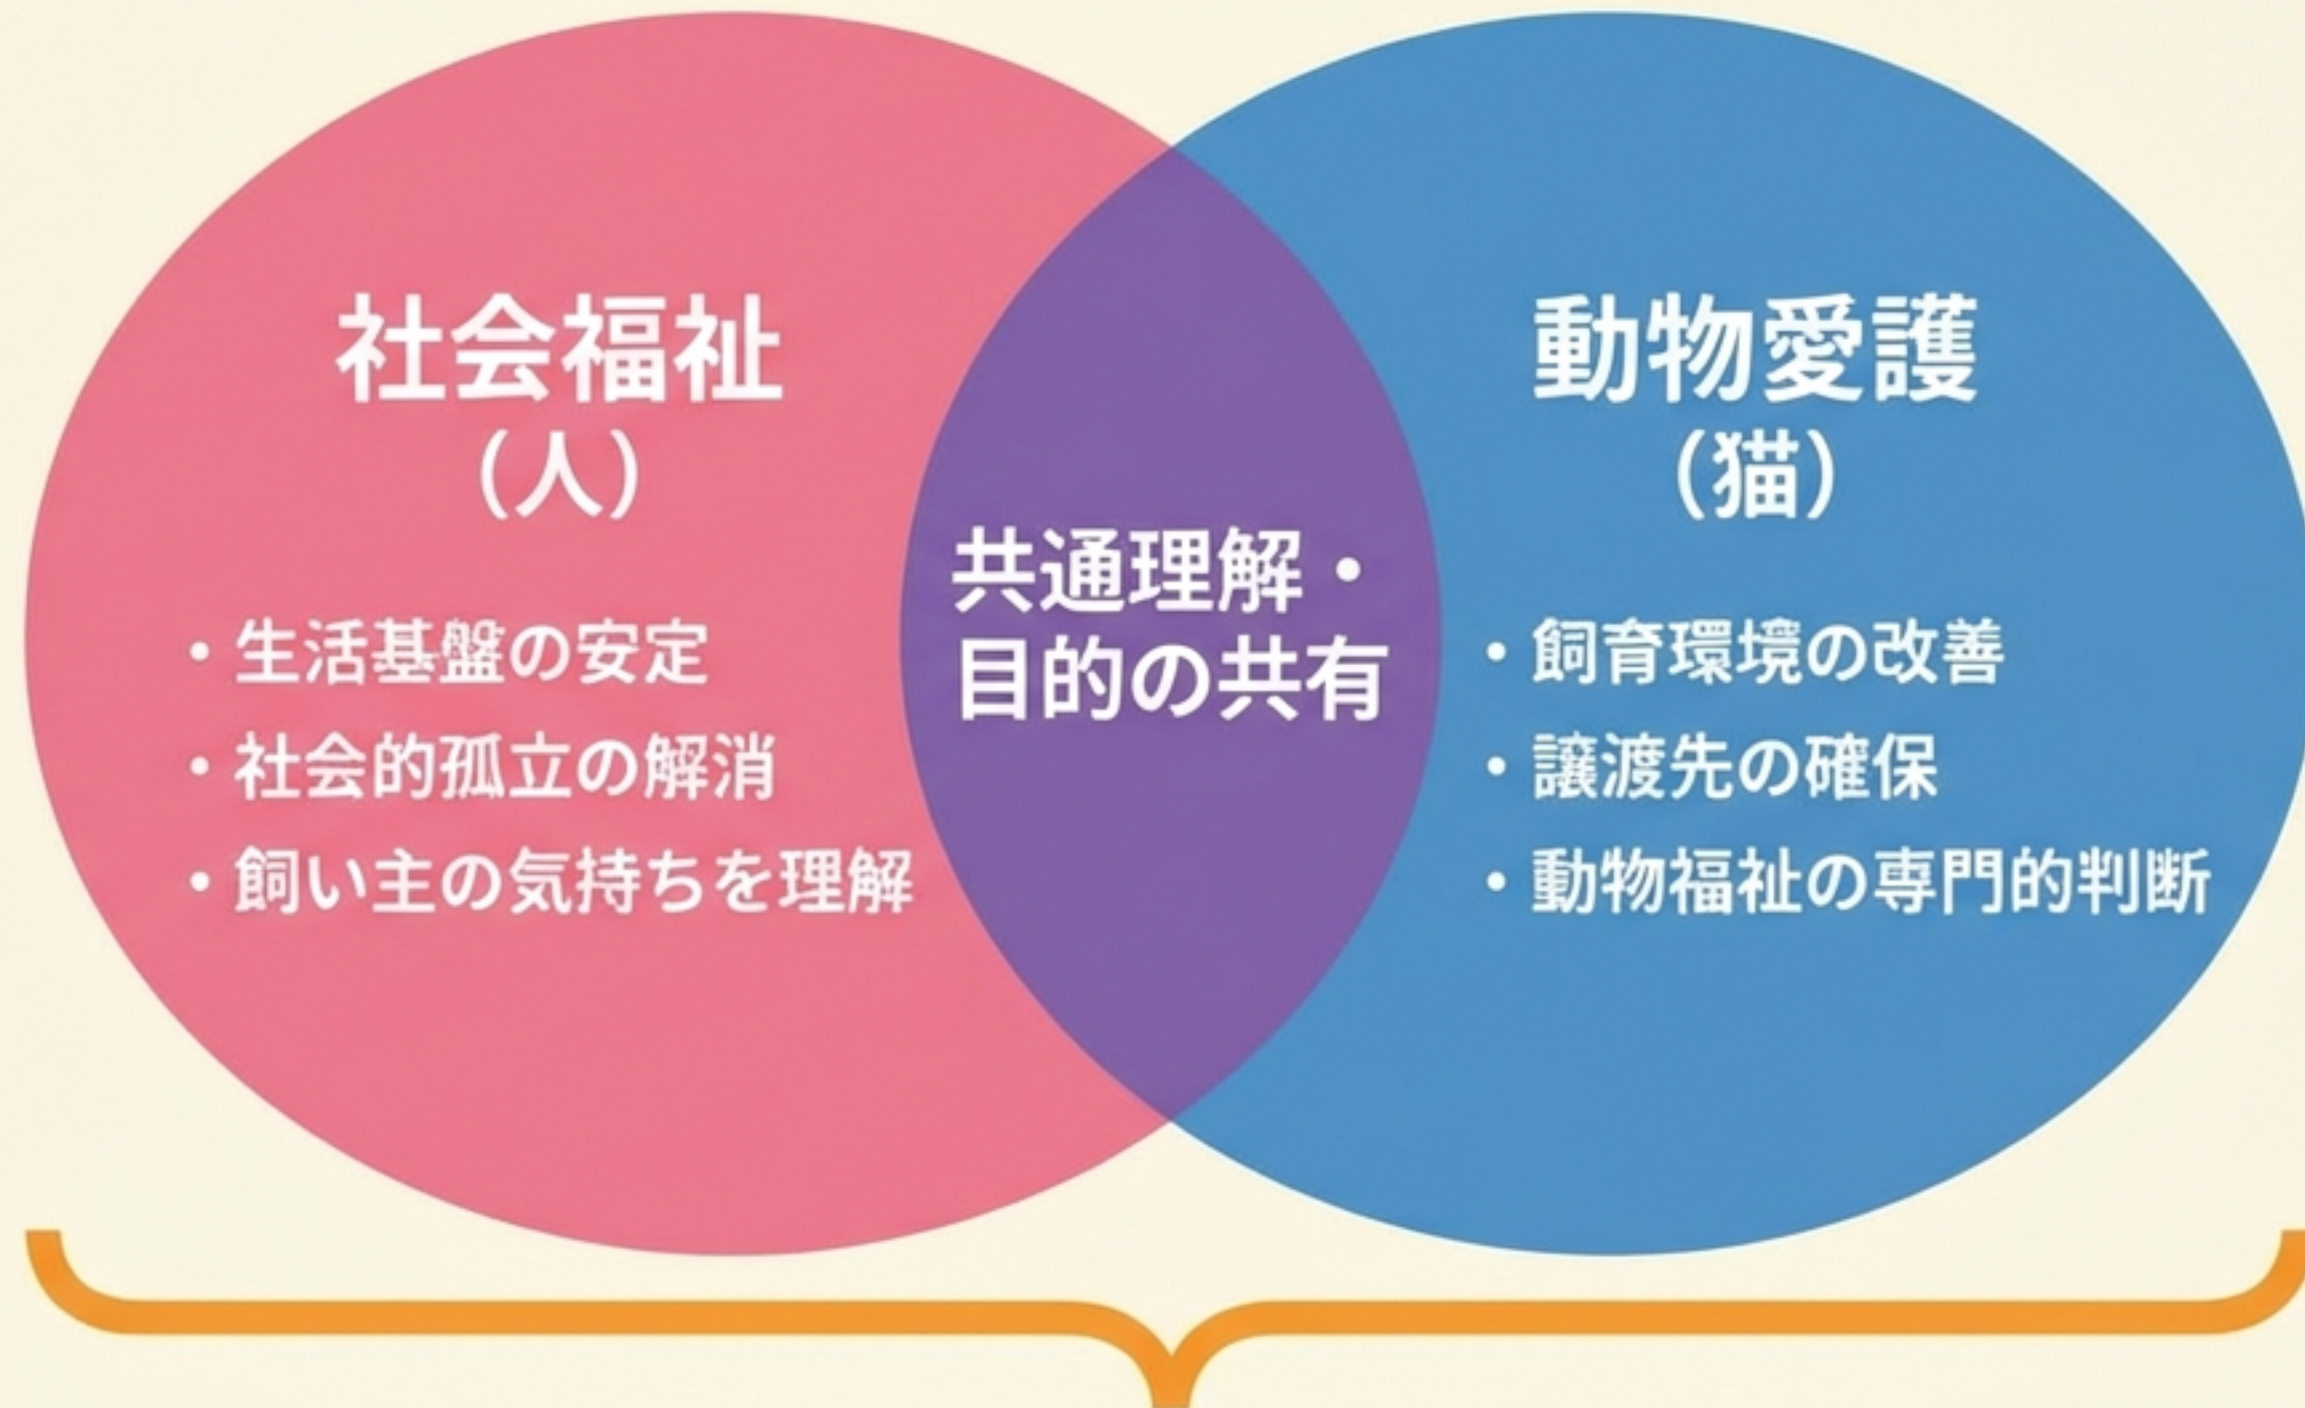 社会福祉
（人）
・生活基盤の安定
・社会的孤立の解消
・飼い主の気持ちを理解
共通理解・
目的の共有
動物愛護
（猫）
・飼育環境の改善
・譲渡先の確保
・動物福祉の専門的判断